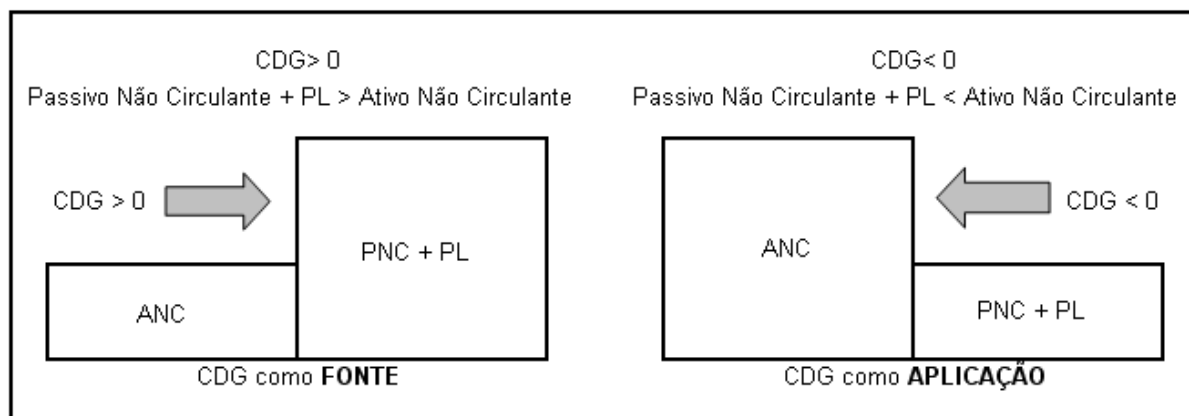 CDG> 0
Passivo Não Circulante + PL > Ativo Não Circulante
CDG > 0
PNC + PL
ANC
CDG como FONTE
CDG< 0
Passivo Não Circulante + PL < Ativo Não Circulante
CDG < 0
ANC
PNC + PL
CDG como APLICAÇÃO